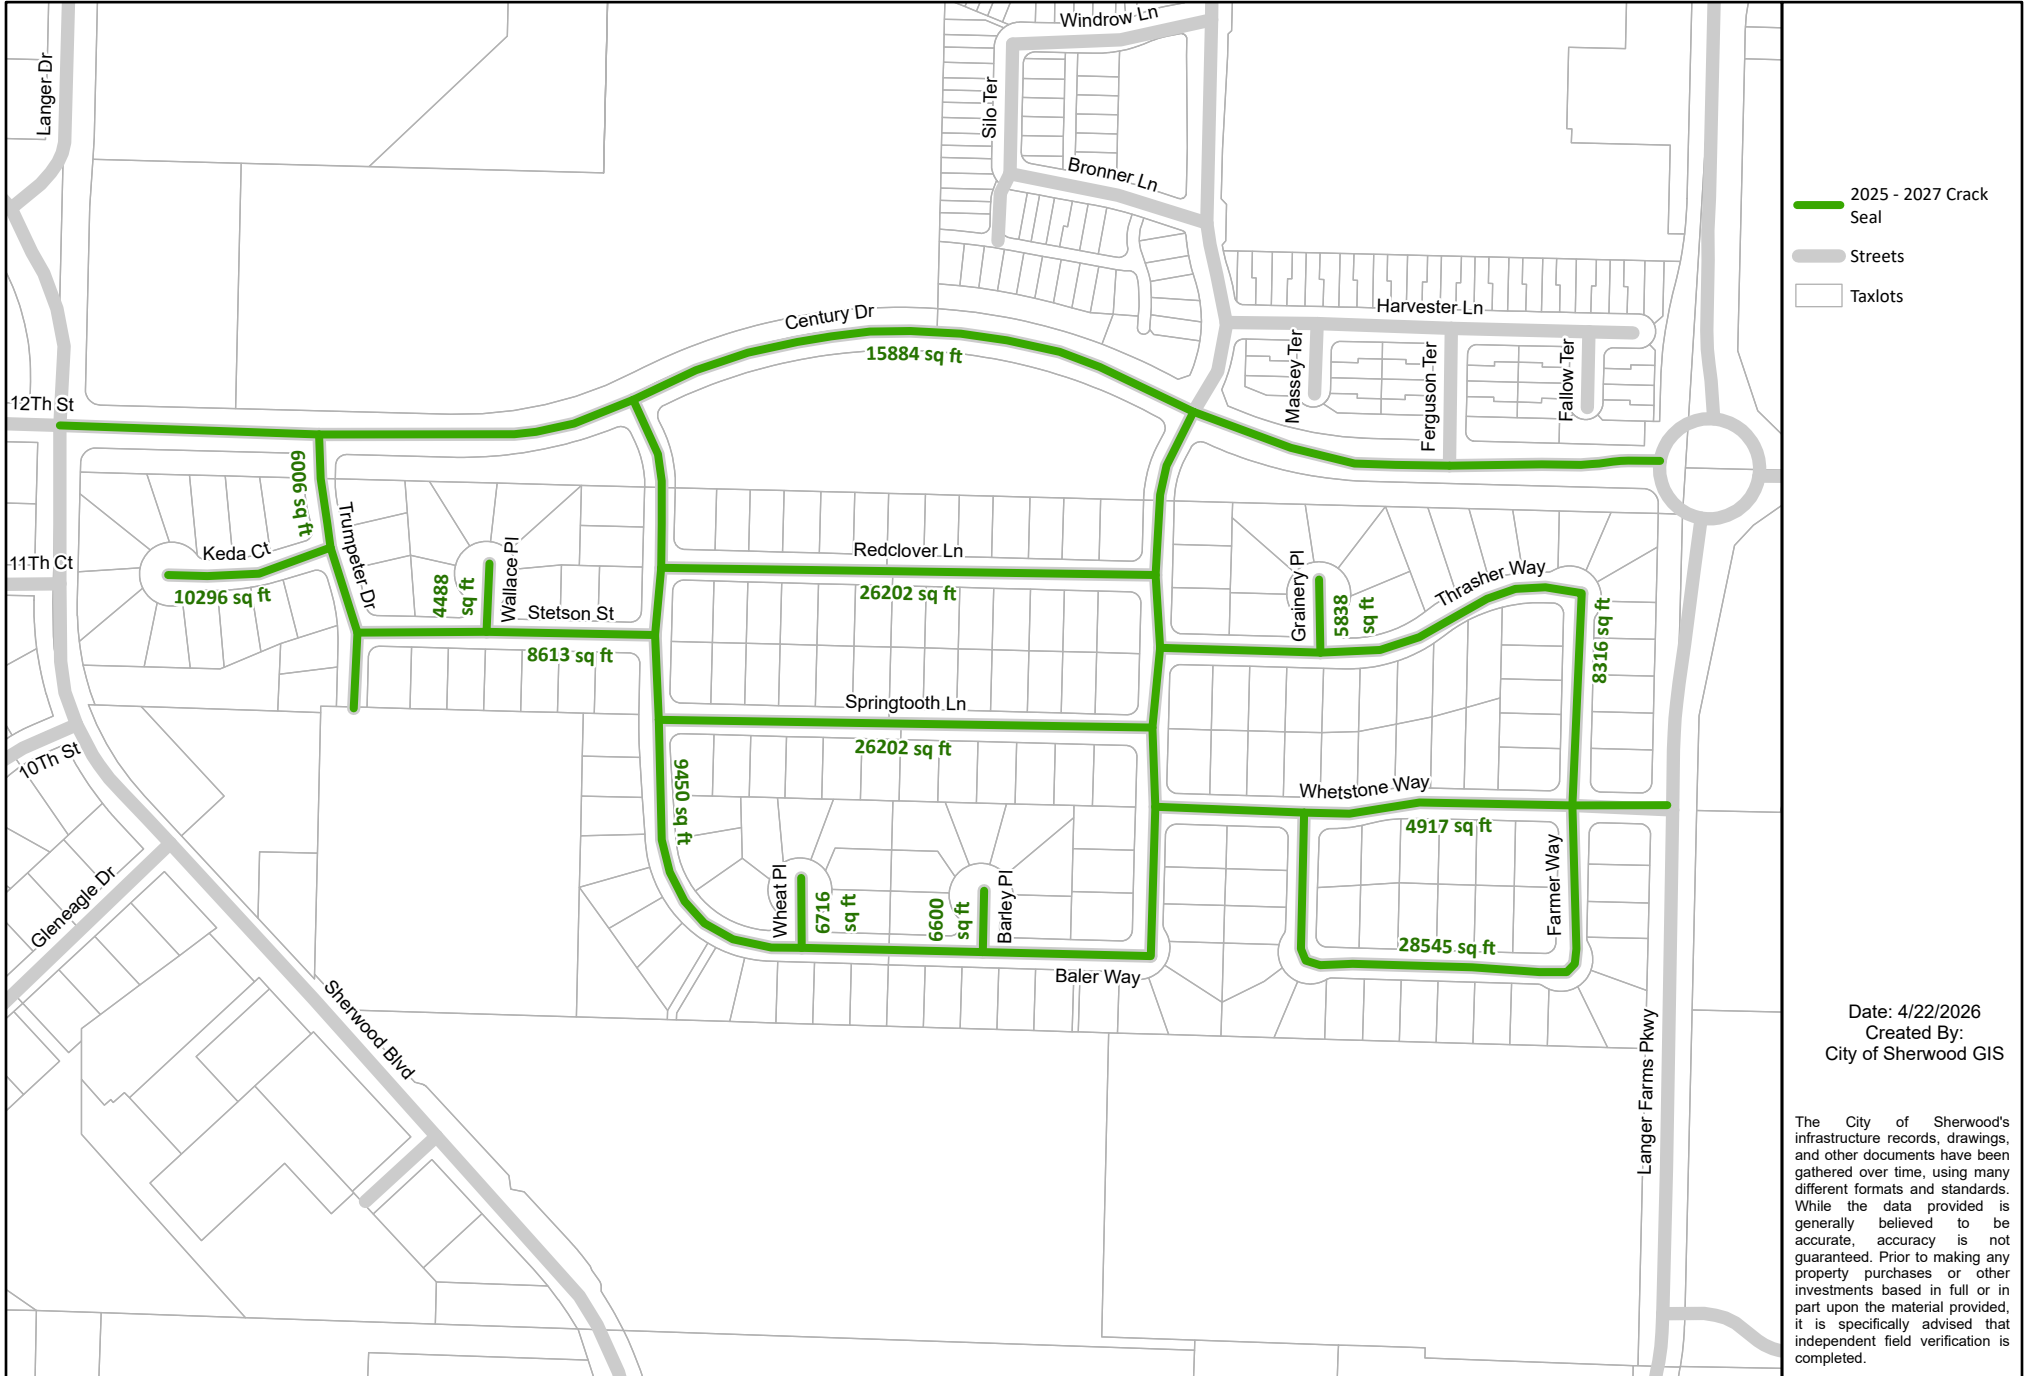 Windrow Ln
Langer Dr
Silo Ter
Bronner Ln
Century Dr
15884 sq ft
Harvester Ln
Massey Ter
Ferguson Ter
Fallow Ter
12Th St
9006 sq ft
Trumpeter Dr
Keda Ct
10296 sq ft
11Th Ct
4488
sq ft
Wallace Pl
Stetson St
8613 sq ft
Redclover Ln
26202 sq ft
Grainery Pl
5838
sq ft
Thrasher Way
8316 sq ft
Springtooth Ln
26202 sq ft
10Th St
9450 sq ft
Whetstone Way
4917 sq ft
Farmer Way
Wheat Pl
6716
sq ft
6600
sq ft
Barley Pl
28545 sq ft
Baler Way
Gleneagle Dr
Sherwood Blvd
Langer Farms Pkwy
2025 - 2027 Crack
Seal
Streets
Taxlots
Date: 4/22/2026
Created By:
City of Sherwood GIS
The City of Sherwood's
infrastructure records, drawings,
and other documents have been
gathered over time, using many
different formats and standards.
While the data provided is
generally believed to be
accurate, accuracy is not
guaranteed. Prior to making any
property purchases or other
investments based in full or in
part upon the material provided,
it is specifically advised that
independent field verification is
completed.